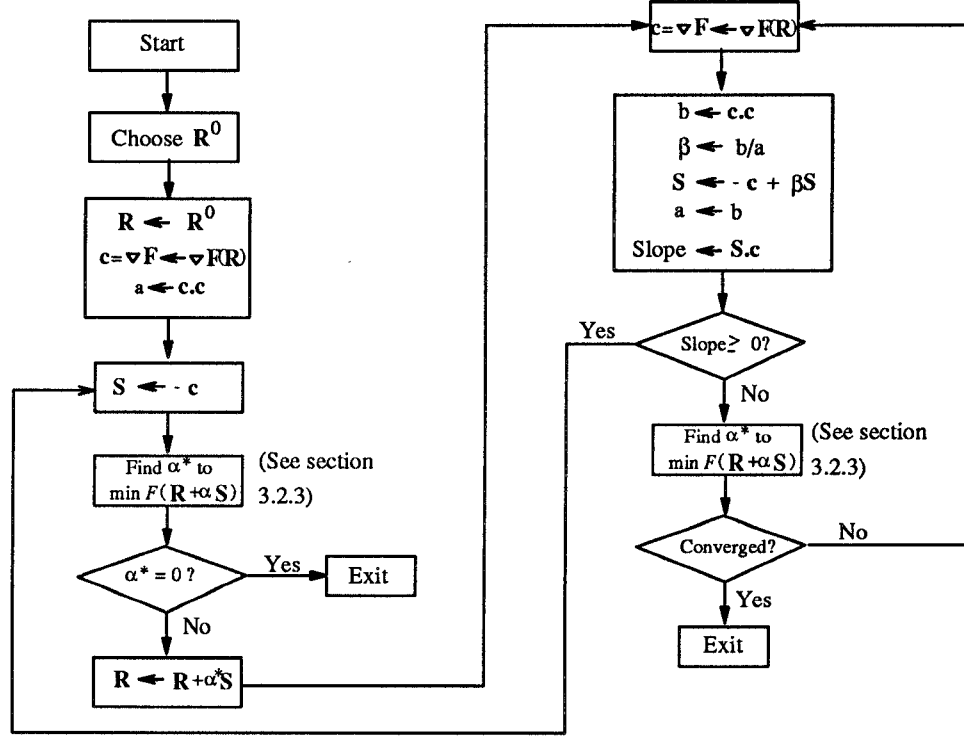 Start
Choose R⁰
R ← R⁰
c=∇F←∇F(R)
a ← c.c
S ← - c
Find α* to
min F(R+αS)
(See section
3.2.3)
α* = 0 ?
Yes
Exit
No
R ← R+α*S
c=∇F←∇F(R)
b ← c.c
β ← b/a
S ← - c + βS
a ← b
Slope ← S.c
Slope ≥ 0?
Yes
No
Find α* to
min F(R+αS)
(See section
3.2.3)
Converged?
No
Yes
Exit